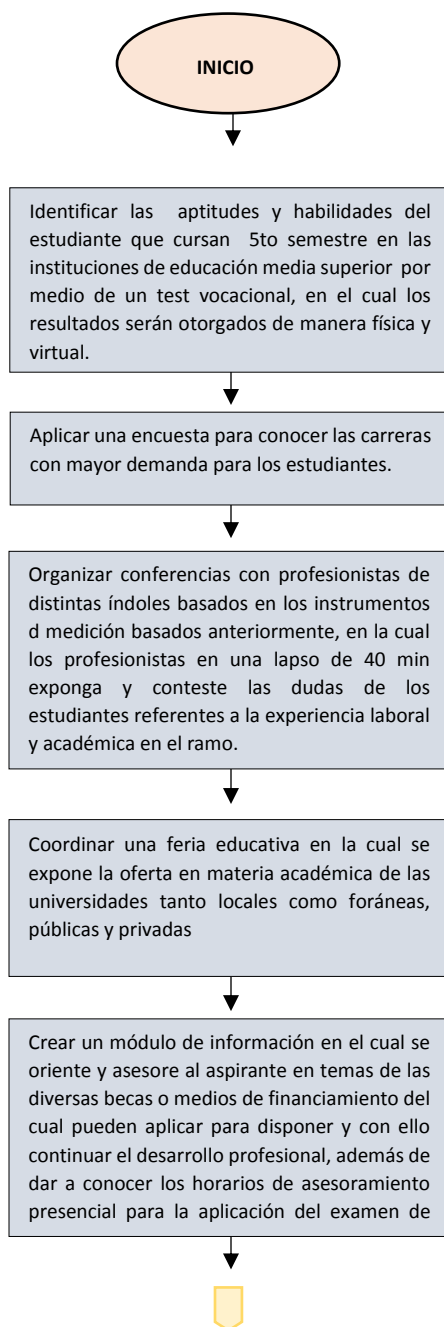 INICIO
Identificar las aptitudes y habilidades del
estudiante que cursan 5to semestre en las
instituciones de educación media superior por
medio de un test vocacional, en el cual los
resultados serán otorgados de manera física y
virtual.
Aplicar una encuesta para conocer las carreras
con mayor demanda para los estudiantes.
Organizar conferencias con profesionistas de
distintas índoles basados en los instrumentos
d medición basados anteriormente, en la cual
los profesionistas en una lapso de 40 min
exponga y conteste las dudas de los
estudiantes referentes a la experiencia laboral
y académica en el ramo.
Coordinar una feria educativa en la cual se
expone la oferta en materia académica de las
universidades tanto locales como foráneas,
públicas y privadas
Crear un módulo de información en el cual se
oriente y asesore al aspirante en temas de las
diversas becas o medios de financiamiento del
cual pueden aplicar para disponer y con ello
continuar el desarrollo profesional, además de
dar a conocer los horarios de asesoramiento
presencial para la aplicación del examen de